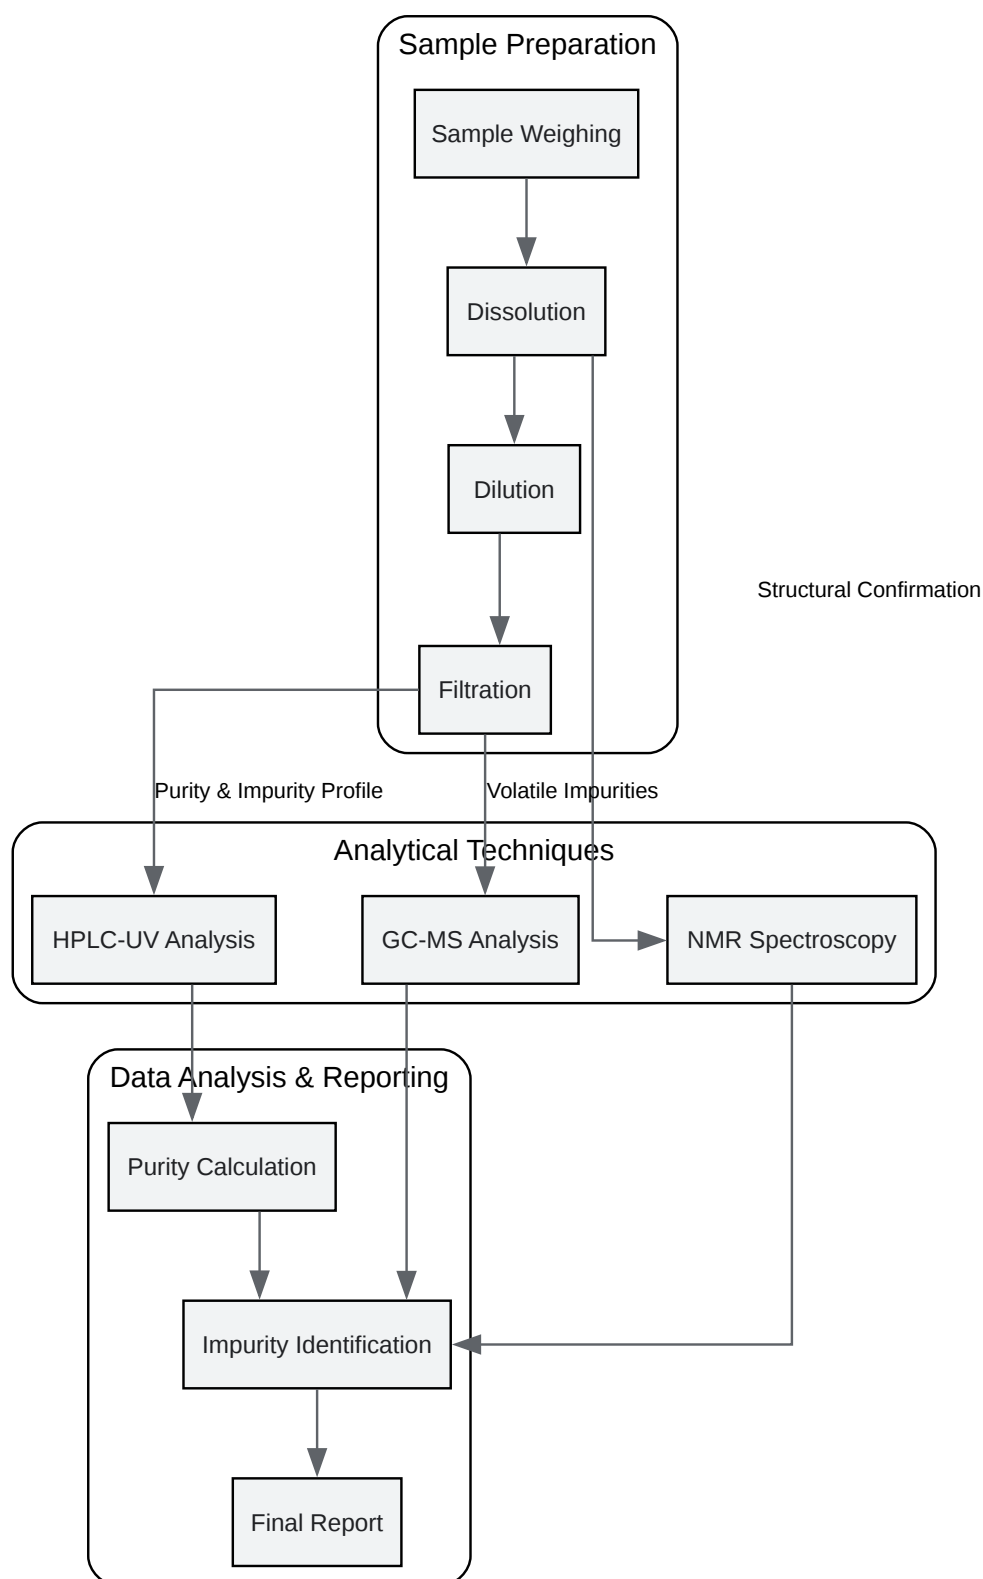 Sample Preparation
Sample Weighing
Dissolution
Dilution
Structural Confirmation
Filtration
Purity & Impurity Profile
Volatile Impurities
Analytical Techniques
HPLC-UV Analysis
GC-MS Analysis
NMR Spectroscopy
Data Analysis & Reporting
Purity Calculation
Impurity Identification
Final Report